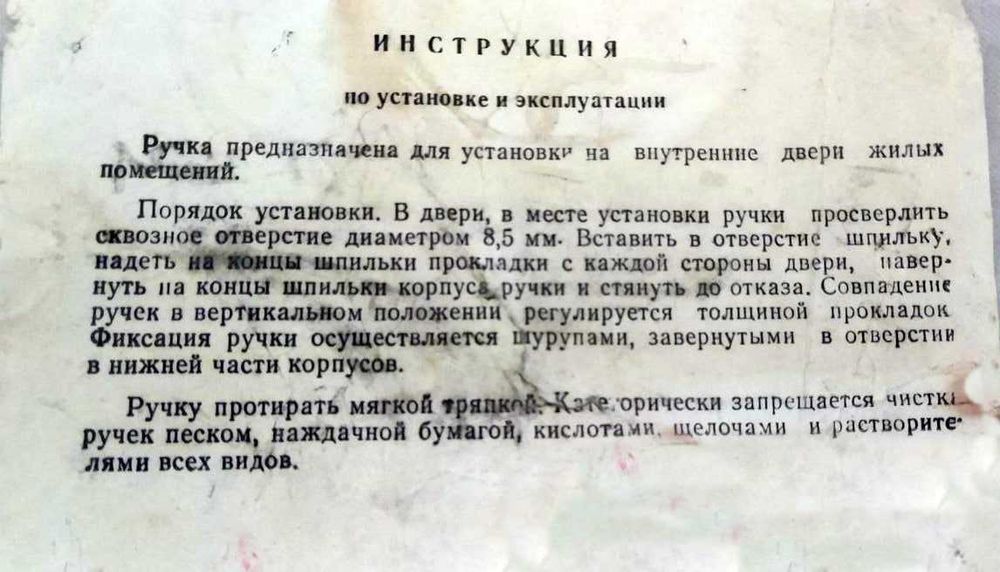 ИНСТРУКЦИЯ
по установке и эксплуатации
Ручка предназначена для установки на внутренние двери жилых
помещений.
Порядок установки. В двери, в месте установки ручки просверлить
сквозное отверстие диаметром 8,5 мм. Вставить в отверстие шпильку,
надеть на концы шпильки прокладки с каждой стороны двери, навер-
нуть на концы шпильки корпуса ручки и стянуть до отказа. Совпадение
ручек в вертикальном положении регулируется толщиной прокладок
Фиксация ручки осуществляется шурупами, завернутыми в отверстии
в нижней части корпусов.
Ручку протирать мягкой тряпкой. Категорически запрещается чистка
ручек песком, наждачной бумагой, кислотами, щелочами и растворите-
лями всех видов.